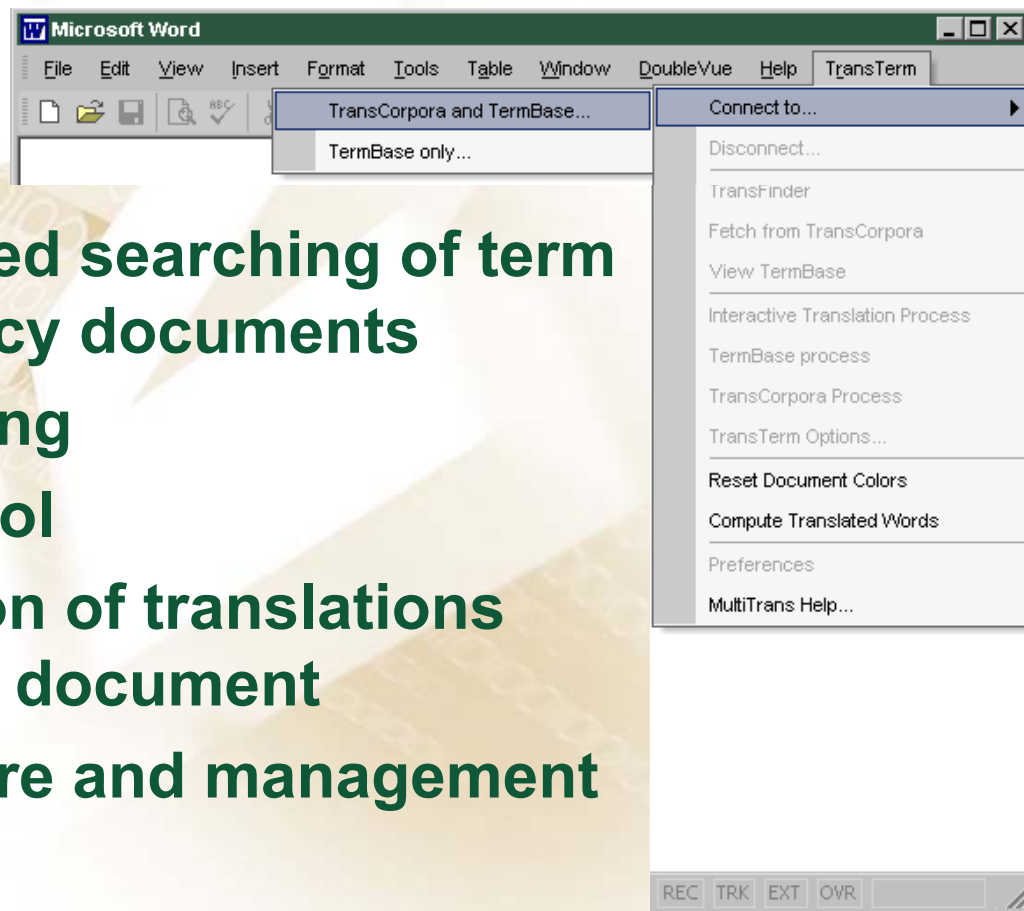 Microsoft Word
File Edit View Insert Format Tools Table Window DoubleVue Help TransTerm
ABC
TransCorpora and TermBase...
TermBase only...
Connect to...
Disconnect...
TransFinder
Fetch from TransCorpora
View TermBase
Interactive Translation Process
TermBase process
TransCorpora Process
TransTerm Options...
Reset Document Colors
Compute Translated Words
Preferences
MultiTrans Help...
ed searching of term
cy documents
ng
ol
on of translations
document
re and management
REC TRK EXT OVR